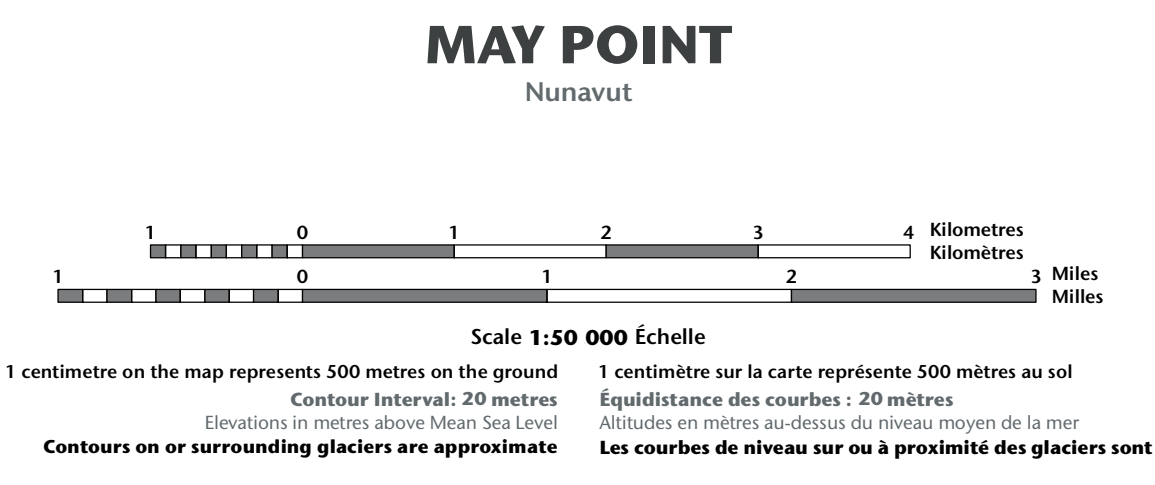 MAY POINT
Nunavut
1 0 1 2 3 4 Kilometres
Kilomètres
1 0 1 2 3 Miles
Milles
Scale 1:50 000 Échelle
1 centimetre on the map represents 500 metres on the ground
Contour Interval: 20 metres
Elevations in metres above Mean Sea Level
Contours on or surrounding glaciers are approximate
1 centimètre sur la carte représente 500 mètres au sol
Équidistance des courbes : 20 mètres
Altitudes en mètres au-dessus du niveau moyen de la mer
Les courbes de niveau sur ou à proximité des glaciers sont